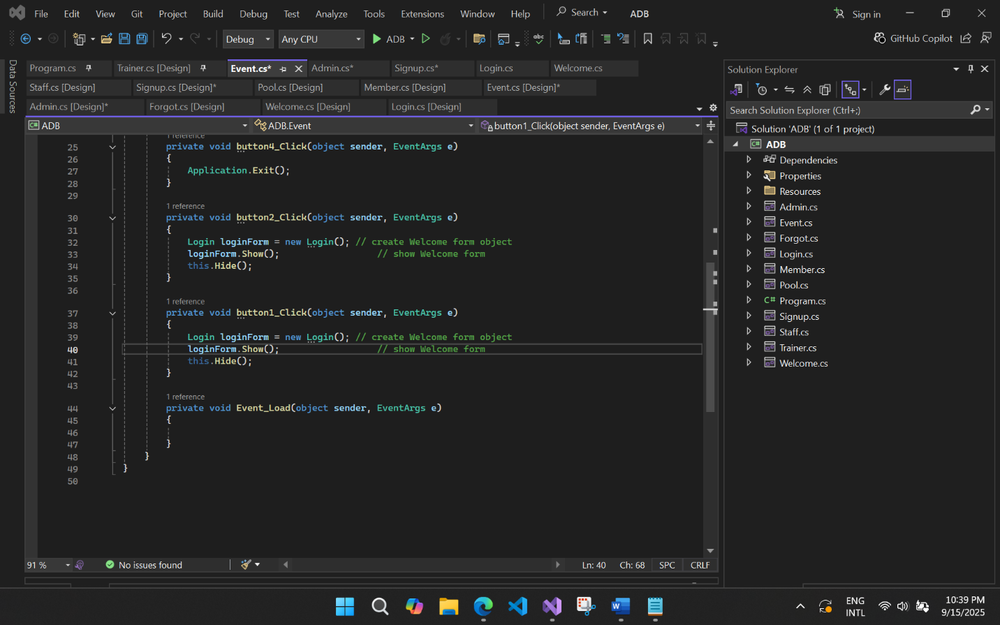 File Edit View Git Project Build Debug Test Analyze Tools Extensions Window Help Search ADB Sign in
Debug Any CPU ADB abc GitHub Copilot
Data Sources
Program.cs Trainer.cs [Design] Event.cs* Admin.cs* Signup.cs* Login.cs Welcome.cs
Staff.cs [Design] Signup.cs [Design]* Pool.cs [Design] Member.cs [Design] Event.cs [Design]*
Admin.cs [Design]* Forgot.cs [Design] Welcome.cs [Design] Login.cs [Design]
C# ADB ADB.Event button1_Click(object sender, EventArgs e)
1 reference
25 private void button4_Click(object sender, EventArgs e)
26 {
27 Application.Exit();
28 }
29
1 reference
30 private void button2_Click(object sender, EventArgs e)
31 {
32 Login loginForm = new Login(); // create Welcome form object
33 loginForm.Show(); // show Welcome form
34 this.Hide();
35 }
36
1 reference
37 private void button1_Click(object sender, EventArgs e)
38 {
39 Login loginForm = new Login(); // create Welcome form object
40 loginForm.Show(); // show Welcome form
41 this.Hide();
42 }
43
1 reference
44 private void Event_Load(object sender, EventArgs e)
45 {
46
47 }
48 }
49 }
50
91 % No issues found Ln: 40 Ch: 68 SPC CRLF
Solution Explorer
Search Solution Explorer (Ctrl+;)
Solution 'ADB' (1 of 1 project)
C# ADB
Dependencies
Properties
Resources
Admin.cs
Event.cs
Forgot.cs
Login.cs
Member.cs
Pool.cs
C# Program.cs
Signup.cs
Staff.cs
Trainer.cs
Welcome.cs
ENG
INTL
10:39 PM
9/15/2025